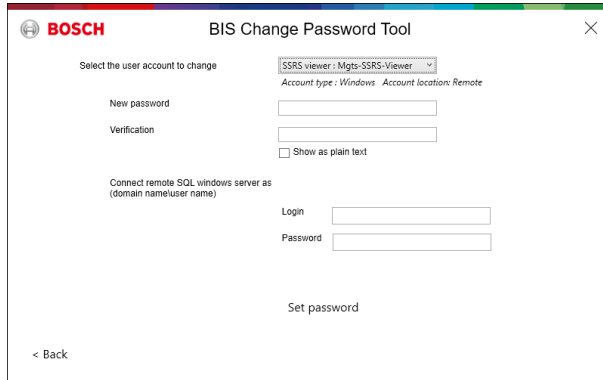 BOSCH
BIS Change Password Tool
Select the user account to change
SSRS viewer : Mgts-SSRS-Viewer
Account type : Windows Account location: Remote
New password
Verification
Show as plain text
Connect remote SQL windows server as
(domain name\user name)
Login
Password
Set password
< Back